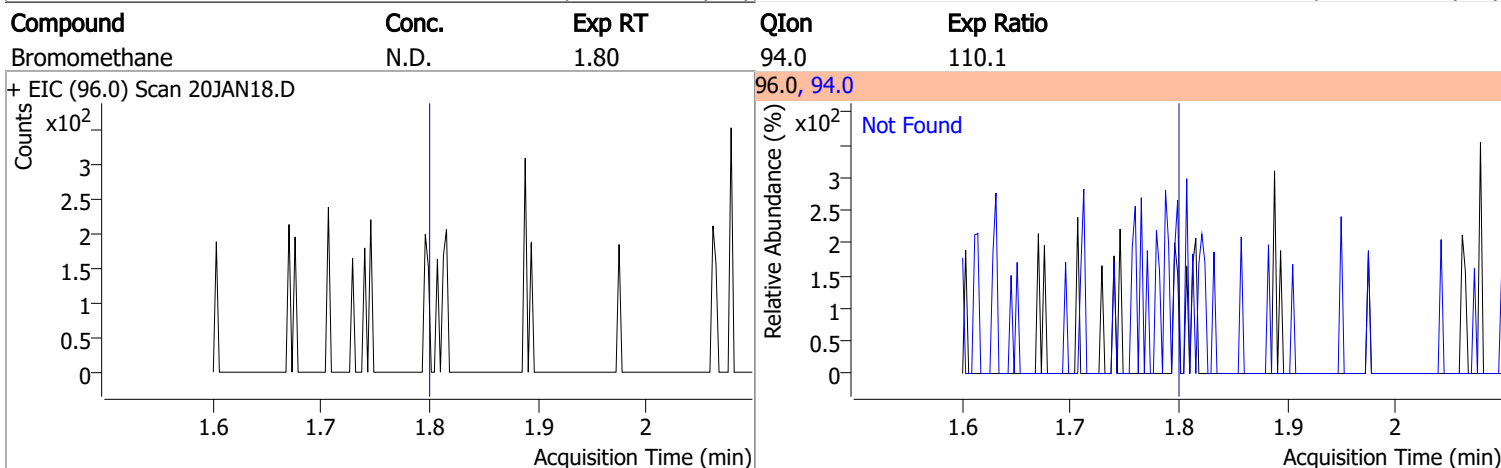 Compound Conc. Exp RT QIon Exp Ratio
Bromomethane N.D. 1.80 94.0 110.1
+ EIC (96.0) Scan 20JAN18.D
Counts
x10²
3
2.5
2
1.5
1
0.5
0
1.6 1.7 1.8 1.9 2
Acquisition Time (min)
96.0, 94.0
Relative Abundance (%)
x10²
Not Found
3
2.5
2
1.5
1
0.5
0
1.6 1.7 1.8 1.9 2
Acquisition Time (min)